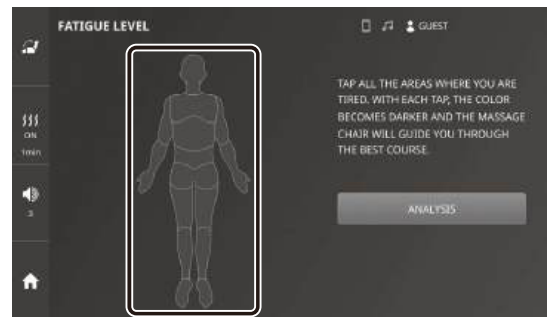 FATIGUE LEVEL
GUEST
ON
1min
3
TAP ALL THE AREAS WHERE YOU ARE
TIRED. WITH EACH TAP, THE COLOR
BECOMES DARKER AND THE MASSAGE
CHAIR WILL GUIDE YOU THROUGH
THE BEST COURSE.
ANALYSIS